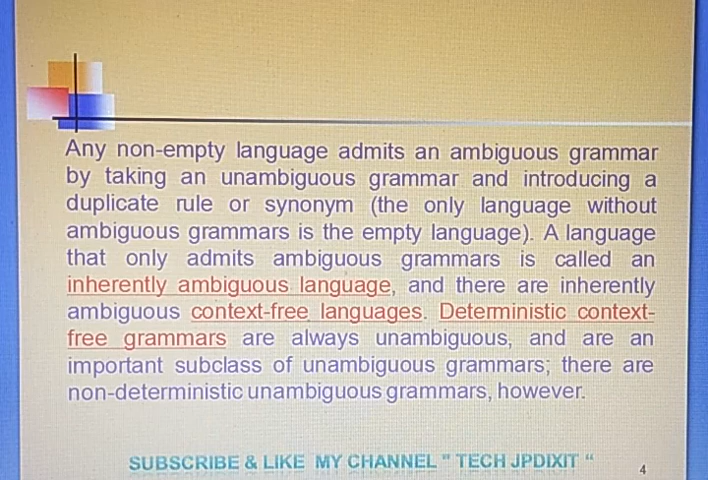 Any non-empty language admits an ambiguous grammar
by taking an unambiguous grammar and introducing a
duplicate rule or synonym (the only language without
ambiguous grammars is the empty language). A language
that only admits ambiguous grammars is called an
inherently ambiguous language, and there are inherently
ambiguous context-free languages. Deterministic context-
free grammars are always unambiguous, and are an
important subclass of unambiguous grammars; there are
non-deterministic unambiguous grammars, however.
SUBSCRIBE & LIKE MY CHANNEL " TECH JPDIXIT “
4